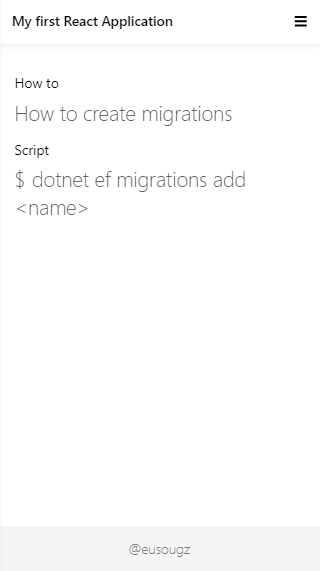 My first React Application
How to
How to create migrations
Script
$ dotnet ef migrations add
<name>
@eusougz